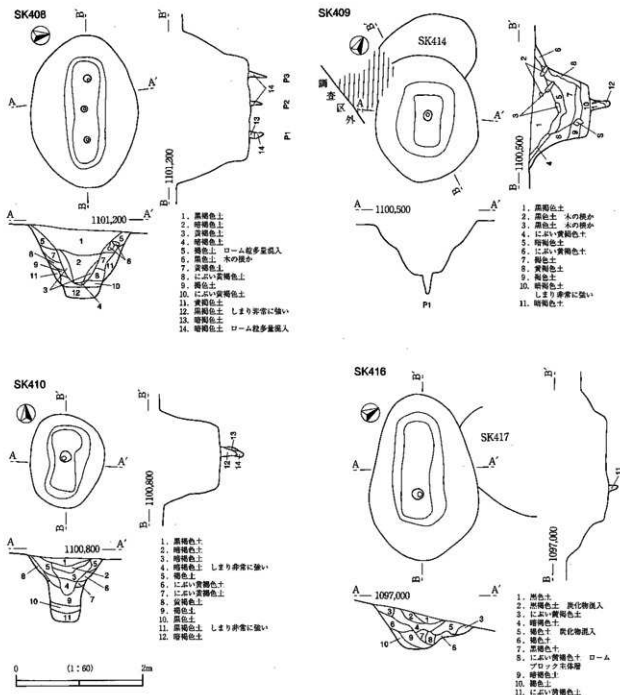 SK408
B'
A
A'
P3
14
P2
13
P1
14
B
B
1101,200
A
1101,200
A'
1. 黒褐色土
2. 暗褐色土
3. 黄褐色土
4. 暗褐色土
5. 褐色土 ローム粒多量混入
6. 黒色土 木の根か
7. 黄褐色土
8. にぶい黄褐色土
9. 褐色土
10. にぶい黄褐色土
11. 黄褐色土
12. 黒褐色土 しまり非常に強い
13. 暗褐色土
14. 暗褐色土 ローム粒多量混入
SK409
B'
SK414
調査区外
A
A'
B
B'
B
1100,500
A
1100,500
A'
P1
1. 黒褐色土
2. 黒色土 木の根か
3. 黒色土 木の根か
4. にぶい黄褐色土
5. 暗褐色土
6. にぶい黄褐色土
7. 褐色土
8. 黄褐色土
9. 褐色土
10. 暗褐色土
しまり非常に強い
11. 暗褐色土
SK410
B'
A
A'
B
B'
13
12
14
B
1100,800
A
1100,800
A'
1. 黒褐色土
2. 暗褐色土
3. 暗褐色土
4. 暗褐色土 しまり非常に強い
5. 褐色土
6. にぶい黄褐色土
7. にぶい黄褐色土
8. 黄褐色土
9. 褐色土
10. 黒色土
11. 黒褐色土 しまり非常に強い
12. 暗褐色土
SK416
B'
SK417
A
A'
B
B'
11
B
1097,000
A
1097,000
A'
1. 黒色土
2. 黒褐色土 炭化物混入
3. にぶい黄褐色土
4. 暗褐色土
5. 褐色土 炭化物混入
6. 褐色土
7. 黒褐色土
8. にぶい黄褐色土 ローム
ブロック主体層
9. 暗褐色土
10. 褐色土
11. にぶい黄褐色土
0 (1:60) 2m